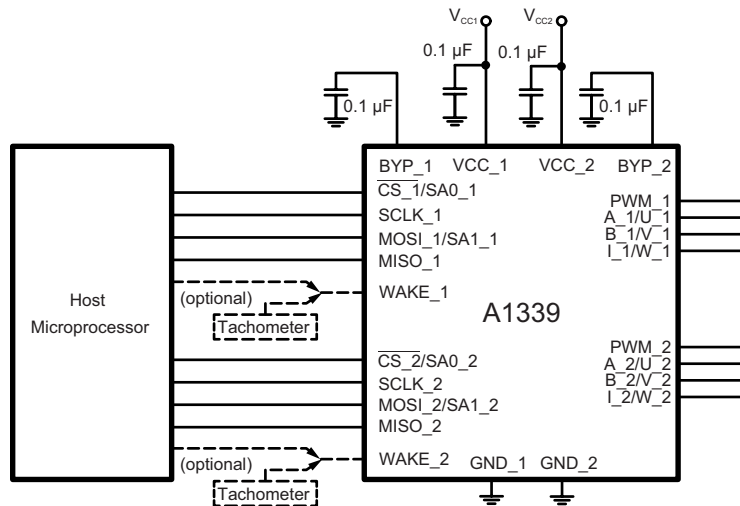 VCC1
VCC2
0.1 µF
0.1 µF
0.1 µF
0.1 µF
BYP_1
VCC_1
VCC_2
BYP_2
CS_1/SA0_1
SCLK_1
MOSI_1/SA1_1
MISO_1
WAKE_1
PWM_1
A_1/U_1
B_1/V_1
I_1/W_1
(optional)
Tachometer
Host
Microprocessor
A1339
CS_2/SA0_2
SCLK_2
MOSI_2/SA1_2
MISO_2
WAKE_2
PWM_2
A_2/U_2
B_2/V_2
I_2/W_2
(optional)
Tachometer
GND_1
GND_2